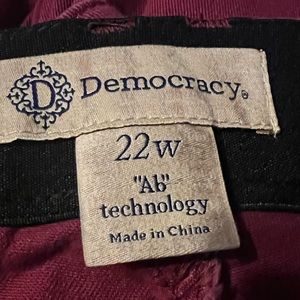 D Democracy®
22W
"Ab"
technology
Made in China